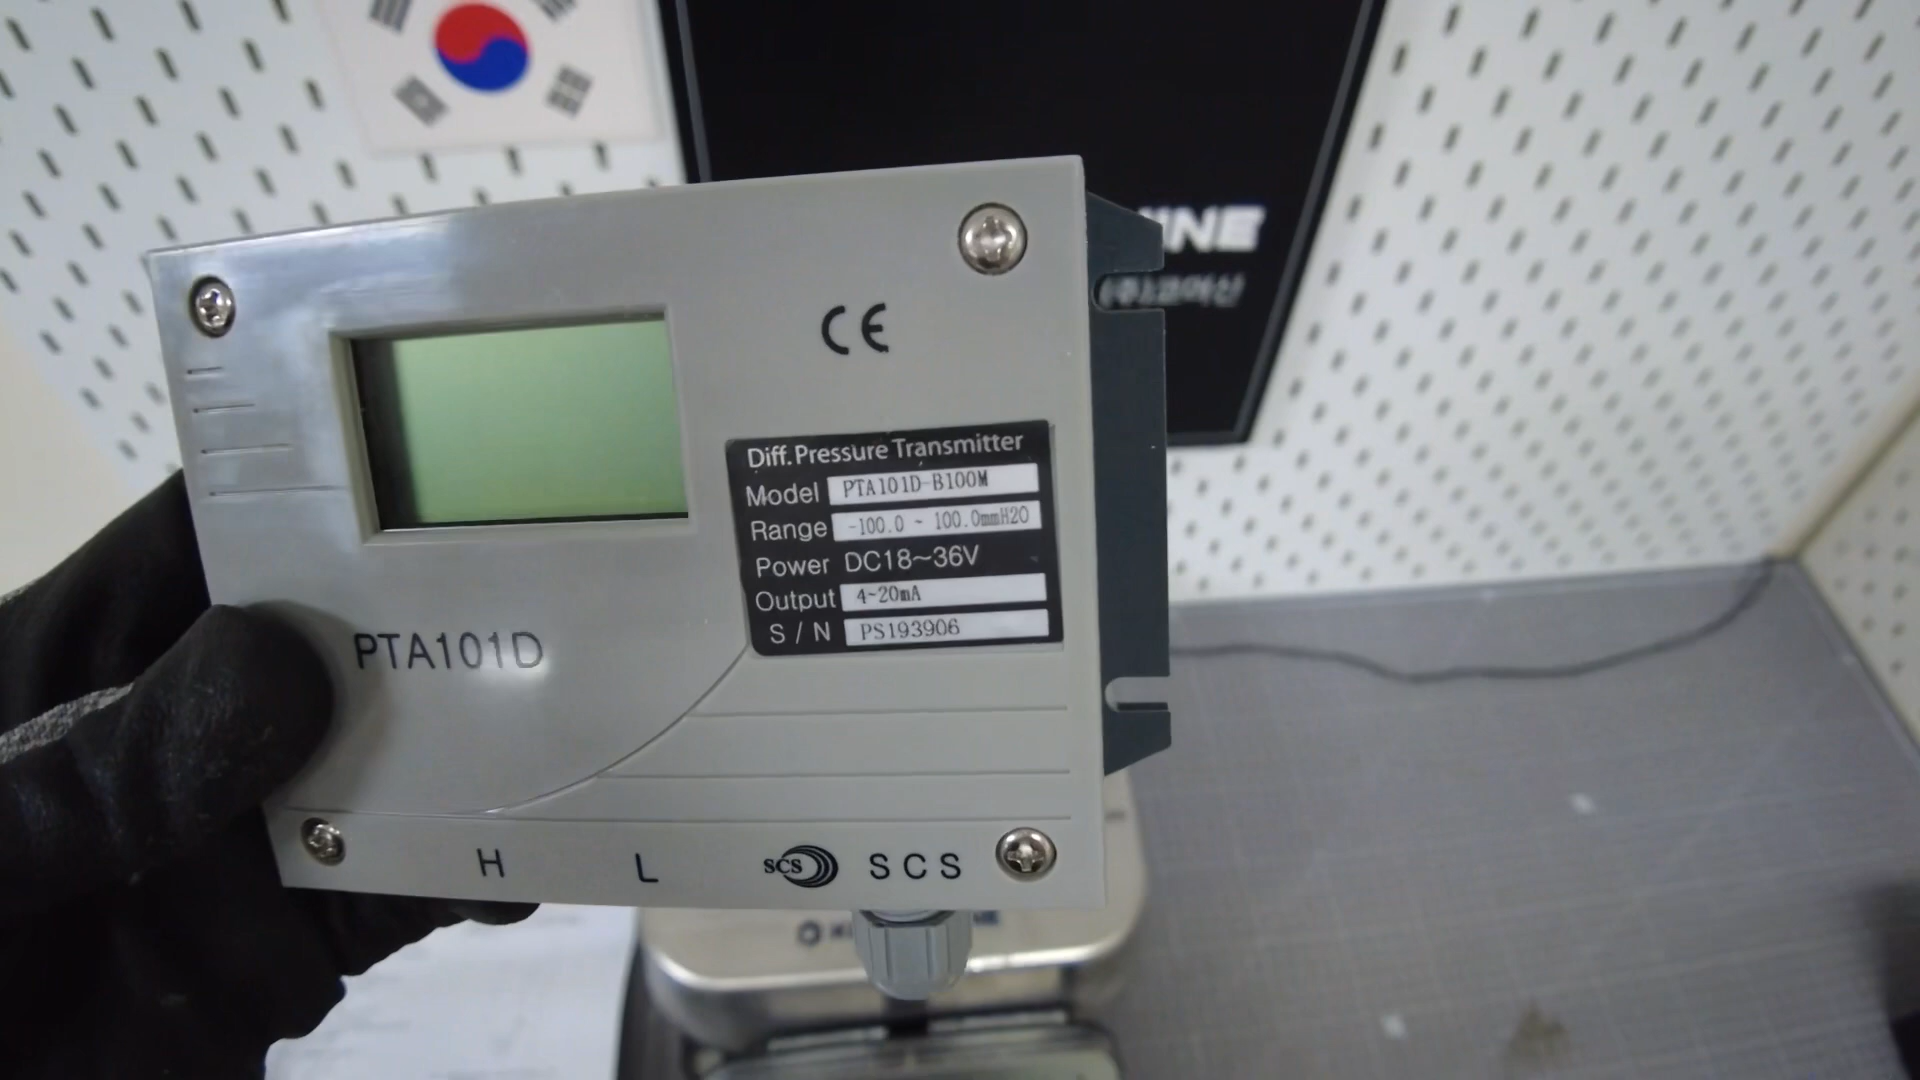 CE
Diff. Pressure Transmitter
Model PTA101D-B100M
Range -100.0 ~ 100.0mmH2O
Power DC18~36V
Output 4~20mA
S / N PS193906
PTA101D
H L SCS SCS